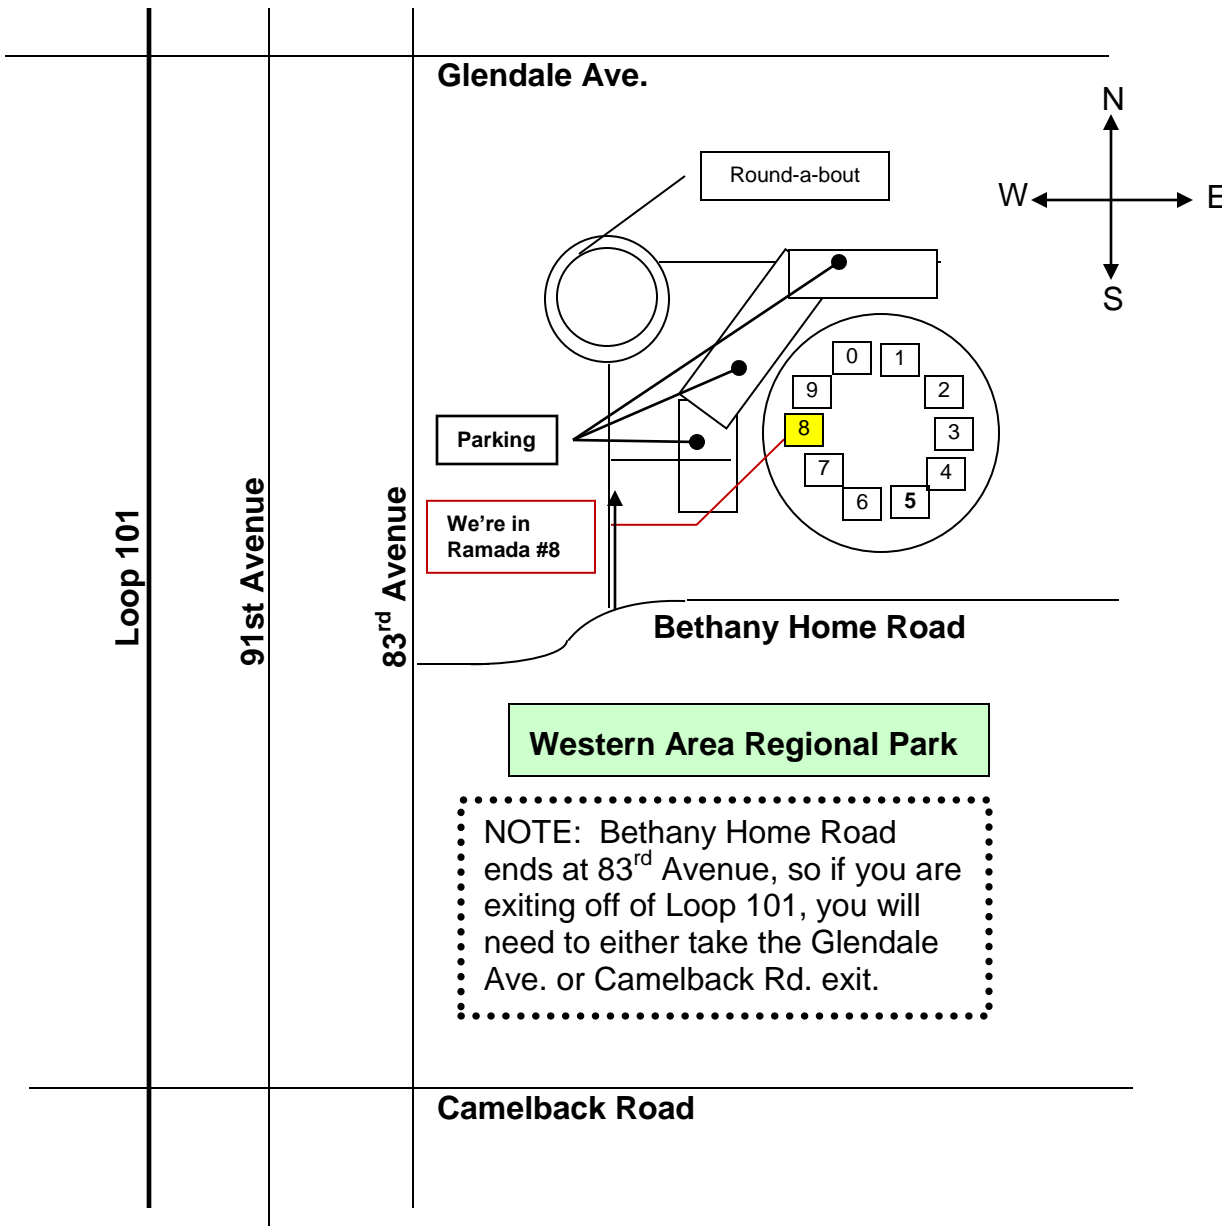 Glendale Ave.
N
Round-a-bout
W
E
S
0
1
9
2
8
3
Parking
7
4
6
5
We're in
Ramada #8
Loop 101
91st Avenue
83rd Avenue
Bethany Home Road
Western Area Regional Park
NOTE: Bethany Home Road
ends at 83rd Avenue, so if you are
exiting off of Loop 101, you will
need to either take the Glendale
Ave. or Camelback Rd. exit.
Camelback Road